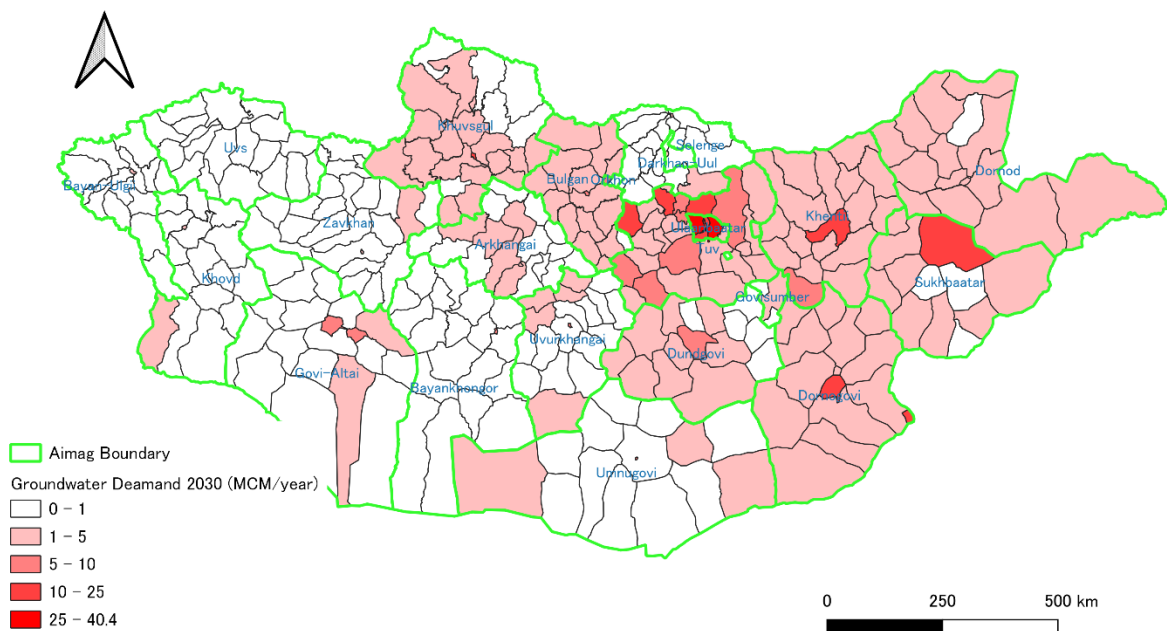 Khuvsgul
Uvs
Selenge
Darkhan-Uul
Bayan-Ulgii
Bulgan
Orkhon
Dornod
Zavkhan
Khentii
Ulaanbaatar
Arkhangai
Tuv
Khovd
Sukhbaatar
Govisumber
Uvurkhangai
Dundgovi
Govi-Altai
Bayankhongor
Dornogovi
Umnugovi
Aimag Boundary
Groundwater Deamand 2030 (MCM/year)
0 - 1
1 - 5
5 - 10
10 - 25
25 - 40.4
0 250 500 km